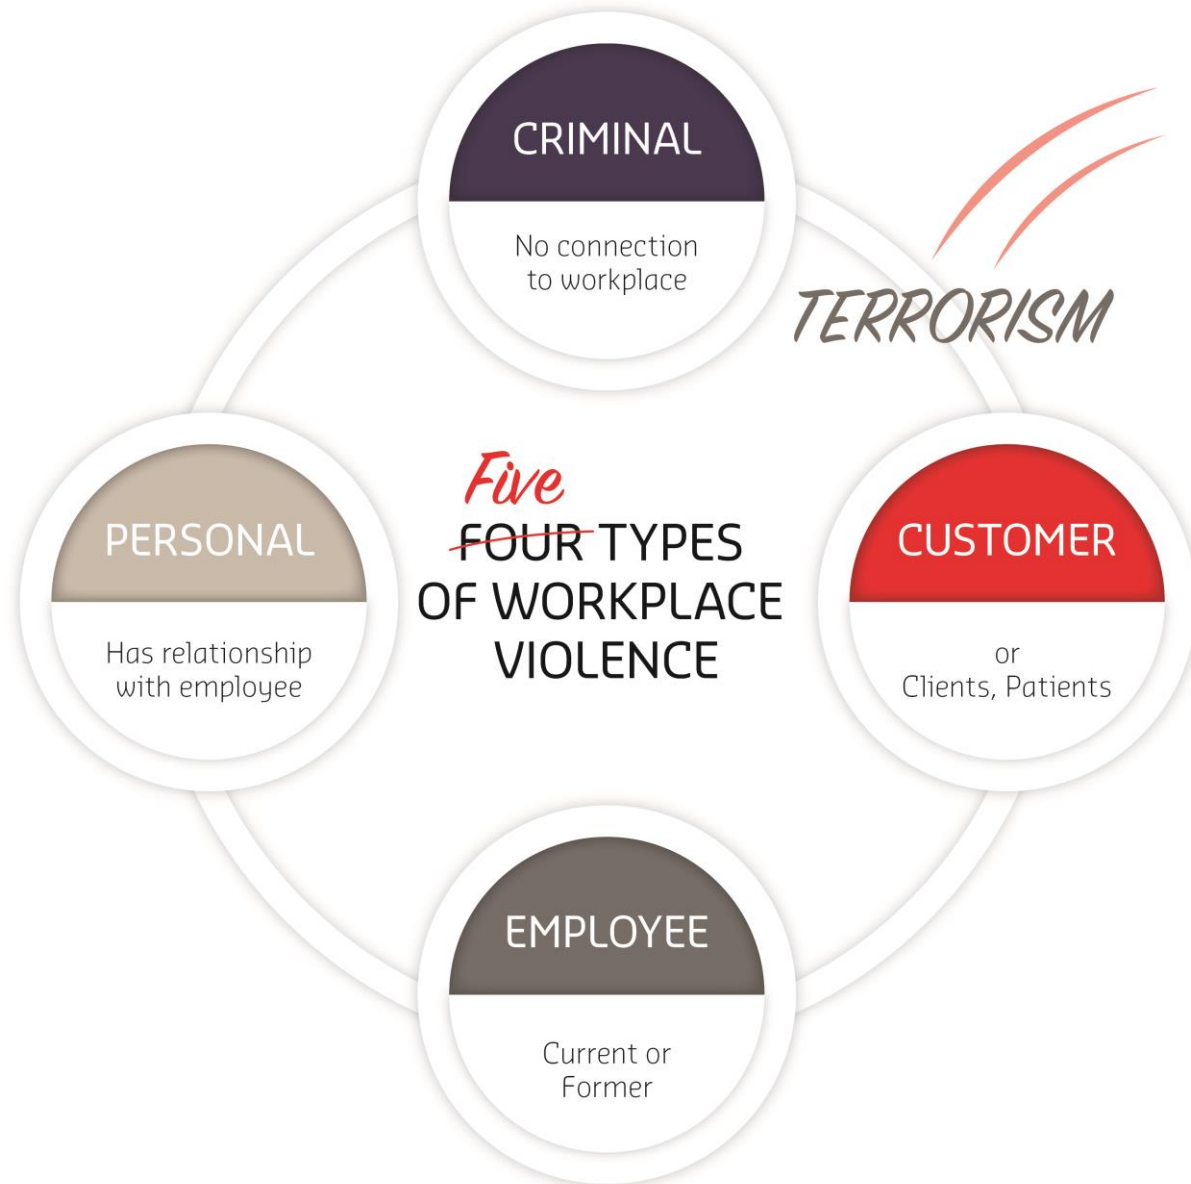 CRIMINAL
No connection
to workplace
TERRORISM
PERSONAL
Has relationship
with employee
Five
FOUR TYPES
OF WORKPLACE
VIOLENCE
CUSTOMER
or
Clients, Patients
EMPLOYEE
Current or
Former